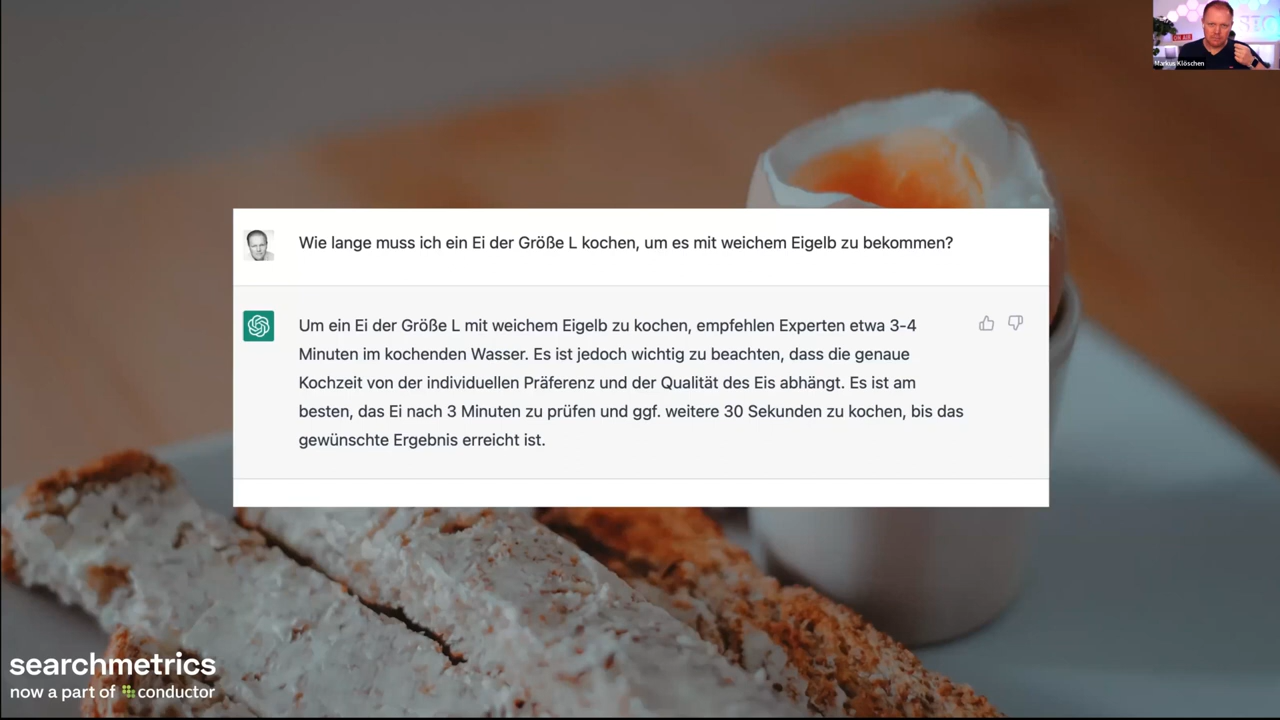 SEO
ON AIR
Markus Klöschen
Wie lange muss ich ein Ei der Größe L kochen, um es mit weichem Eigelb zu bekommen?
Um ein Ei der Größe L mit weichem Eigelb zu kochen, empfehlen Experten etwa 3-4
Minuten im kochenden Wasser. Es ist jedoch wichtig zu beachten, dass die genaue
Kochzeit von der individuellen Präferenz und der Qualität des Eis abhängt. Es ist am
besten, das Ei nach 3 Minuten zu prüfen und ggf. weitere 30 Sekunden zu kochen, bis das
gewünschte Ergebnis erreicht ist.
searchmetrics
now a part of conductor